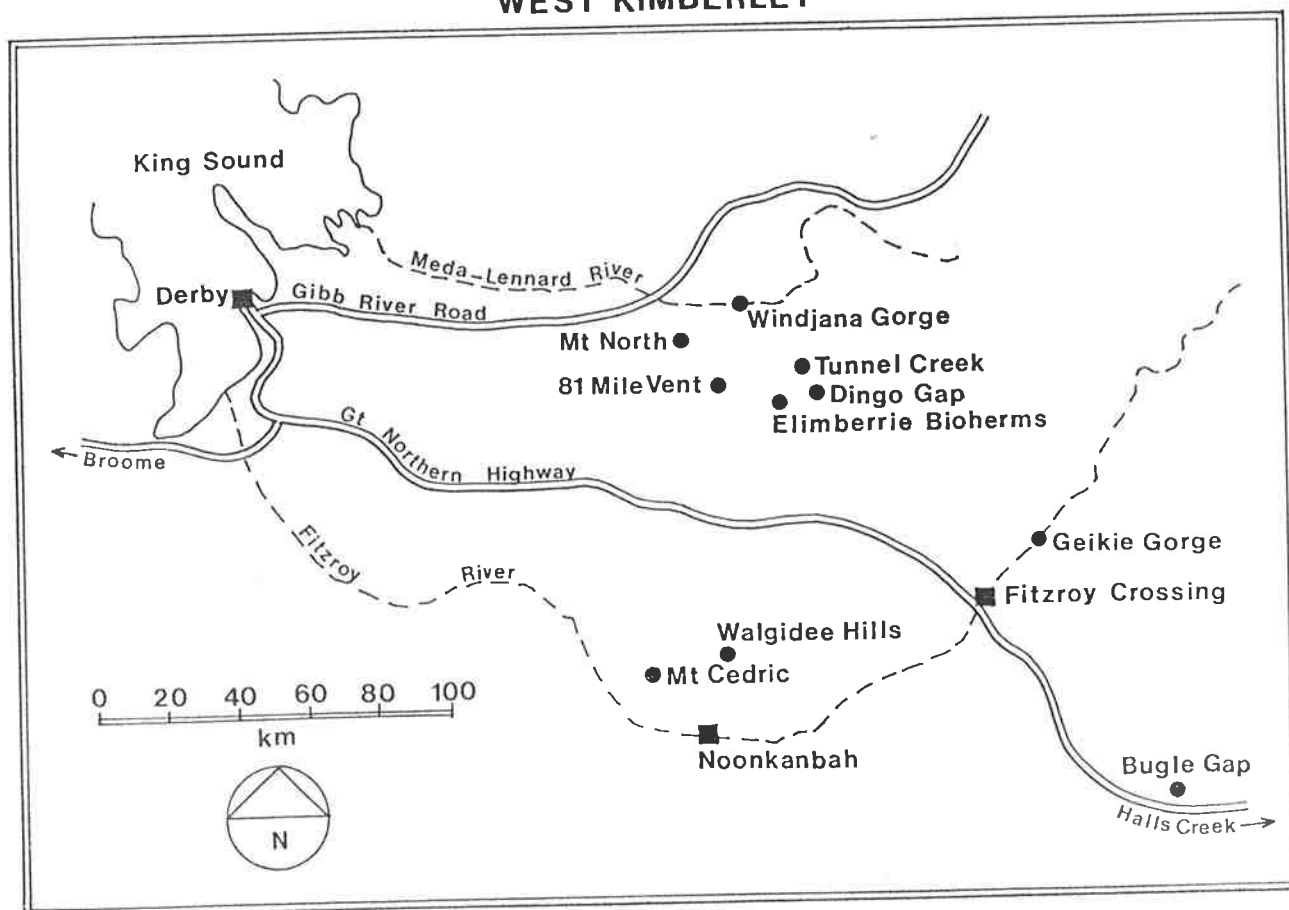 WEST KIMBERLEY
King Sound
Meda-Lennard River
Derby
Gibb River Road
Windjana Gorge
Mt North
Tunnel Creek
81 Mile Vent
Dingo Gap
Elimberrie Bioherms
Gt Northern Highway
Broome
Fitzroy River
Geikie Gorge
Fitzroy Crossing
Walgidee Hills
Mt Cedric
0 20 40 60 80 100
km
Noonkanbah
Bugle Gap
Halls Creek
N